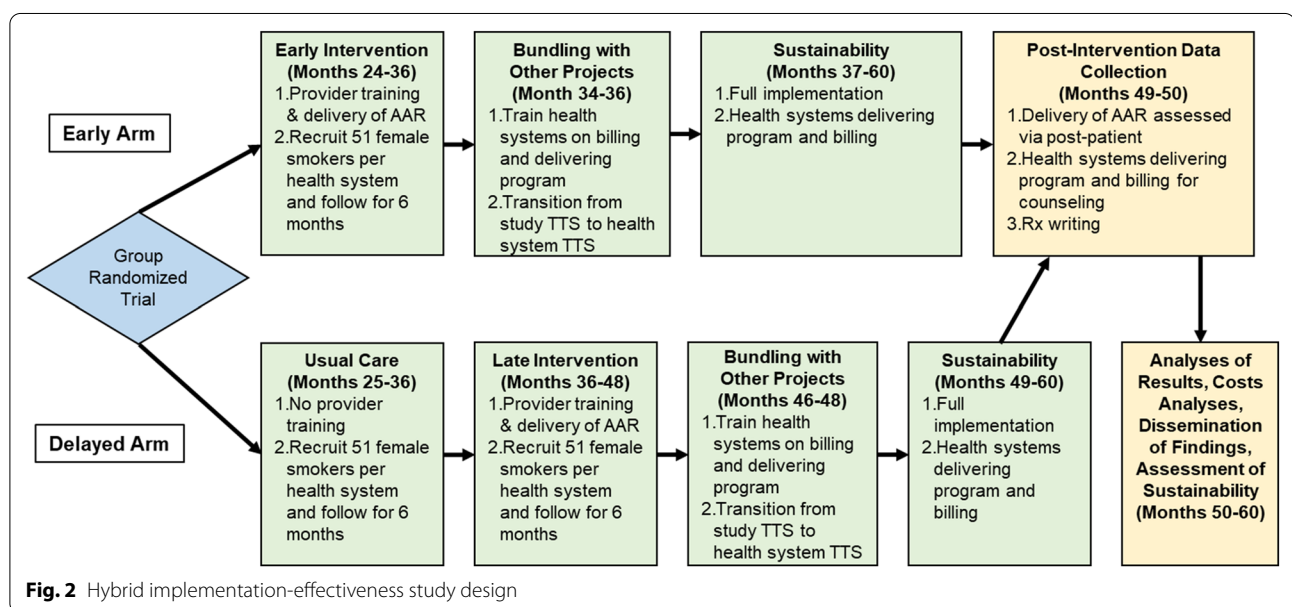 Early Arm
Group
Randomized
Trial
Delayed Arm
Early Intervention
(Months 24-36)
1.Provider training
& delivery of AAR
2.Recruit 51 female
smokers per
health system
and follow for 6
months
Bundling with
Other Projects
(Month 34-36)
1.Train health
systems on billing
and delivering
program
2.Transition from
study TTS to health
system TTS
Sustainability
(Months 37-60)
1.Full implementation
2.Health systems delivering
program and billing
Post-Intervention Data
Collection
(Months 49-50)
1.Delivery of AAR assessed
via post-patient
2.Health systems delivering
program and billing for
counseling
3.Rx writing
Usual Care
(Months 25-36)
1.No provider
training
2.Recruit 51 female
smokers per
health system
and follow for 6
months
Late Intervention
(Months 36-48)
1.Provider training
& delivery of AAR
2.Recruit 51 female
smokers per
health system
and follow for 6
months
Bundling with
Other Projects
(Months 46-48)
1.Train health
systems on billing
and delivering
program
2.Transition from
study TTS to
health system TTS
Sustainability
(Months 49-60)
1.Full
implementation
2.Health systems
delivering
program and
billing
Analyses of
Results, Costs
Analyses,
Dissemination
of Findings,
Assessment of
Sustainability
(Months 50-60)
Fig. 2 Hybrid implementation-effectiveness study design